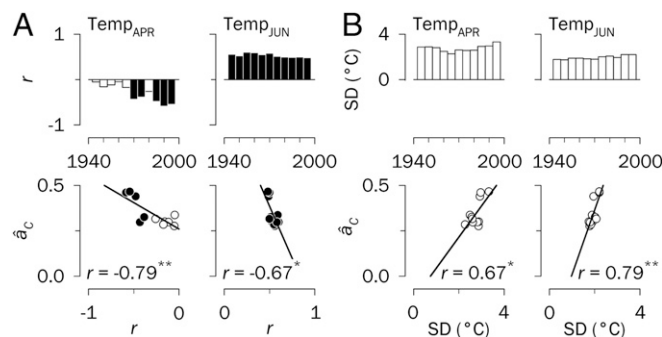 A Temp_APR Temp_JUN B Temp_APR Temp_JUN
1 4
r SD (°C) 0
-1
1940 2000 1940 2000 1940 2000 1940 2000
0.5 0.5
â_C â_C
0.0 r = -0.79** r = -0.67* 0.0 r = 0.67* r = 0.79**
-1 0 0 1 0 4 0 4
r r SD (°C) SD (°C)